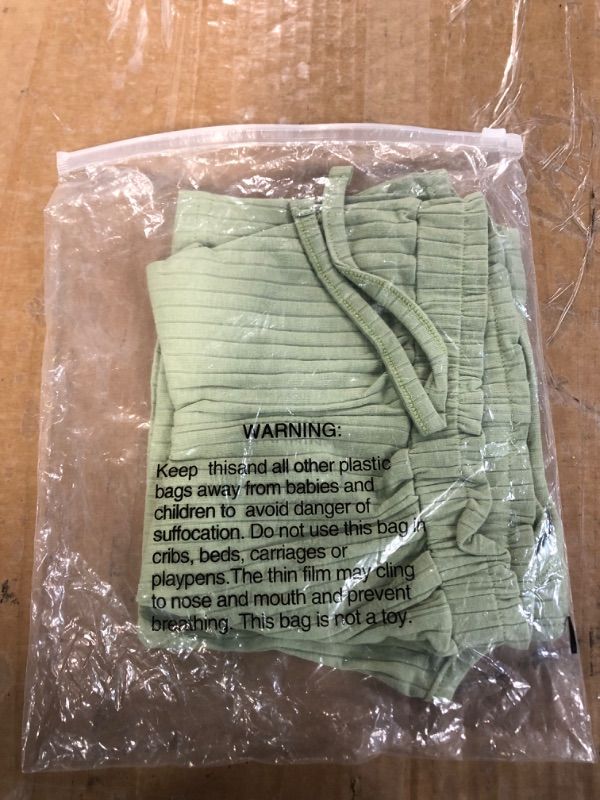 WARNING:
Keep thisand all other plastic
bags away from babies and
children to avoid danger of
suffocation. Do not use this bag in
cribs, beds, carriages or
playpens.The thin film may cling
to nose and mouth and prevent
breathing. This bag is not a toy.